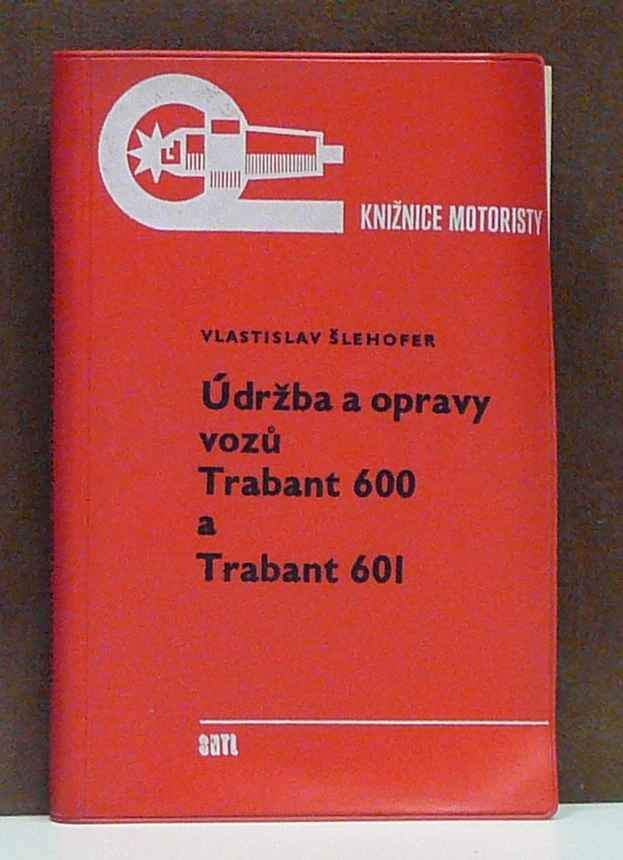 KNIŽNICE MOTORISTY
VLASTISLAV ŠLEHOFER
Údržba a opravy
vozů
Trabant 600
a
Trabant 601
SNTL